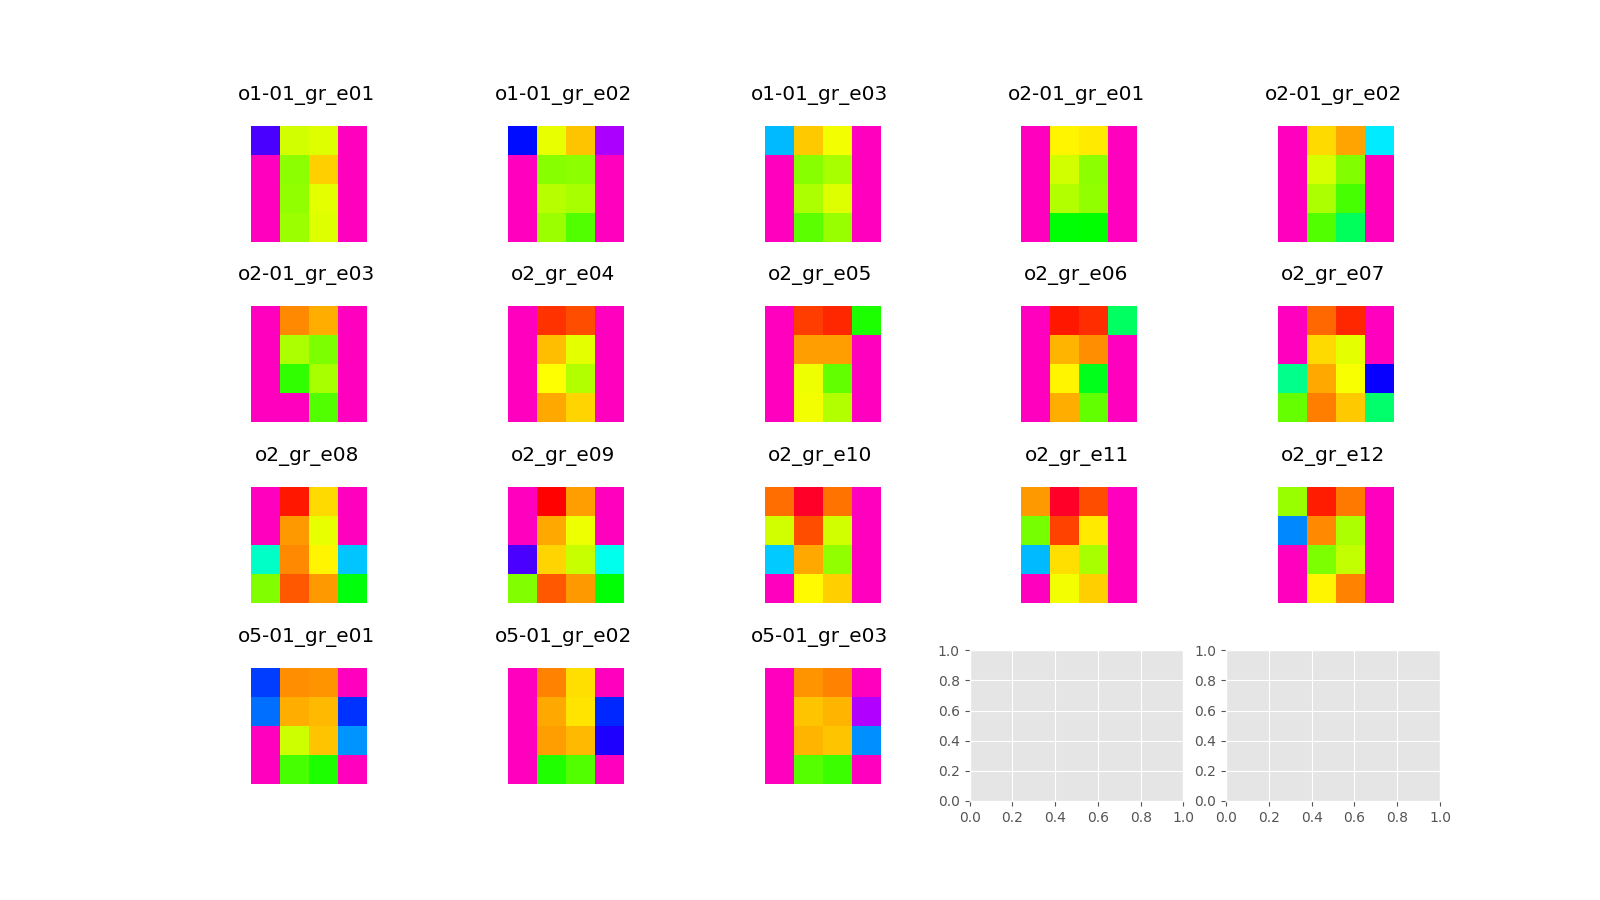 o1-01_gr_e01 o1-01_gr_e02 o1-01_gr_e03 o2-01_gr_e01 o2-01_gr_e02
o2-01_gr_e03 o2_gr_e04 o2_gr_e05 o2_gr_e06 o2_gr_e07
o2_gr_e08 o2_gr_e09 o2_gr_e10 o2_gr_e11 o2_gr_e12
o5-01_gr_e01 o5-01_gr_e02 o5-01_gr_e03
1.0 1.0
0.8 0.8
0.6 0.6
0.4 0.4
0.2 0.2
0.0 0.0
0.0 0.2 0.4 0.6 0.8 1.0 0.0 0.2 0.4 0.6 0.8 1.0